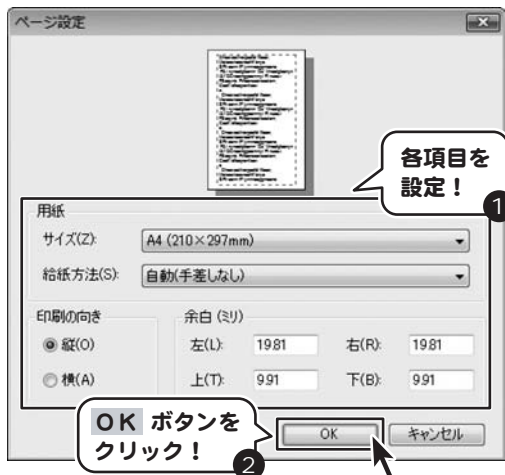 ページ設定
各項目を
設定！
1
用紙
サイズ(Z):
A4 (210×297mm)
給紙方法(S):
自動(手差しなし)
印刷の向き
余白 (ミリ)
縦(O)
左(L):
19.81
右(R):
19.81
横(A)
上(T):
9.91
下(B):
9.91
OK ボタンを
クリック！
2
OK
キャンセル